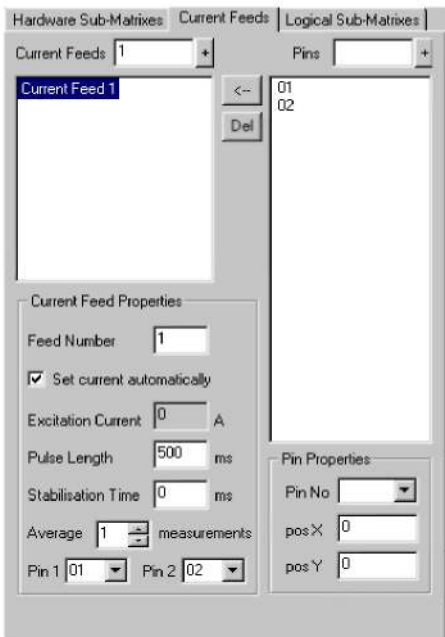 Hardware Sub-Matrixes Current Feeds Logical Sub-Matrixes
Current Feeds 1 + Pins +
Current Feed 1
<--
Del
01
02
Current Feed Properties
Feed Number 1
Set current automatically
Excitation Current 0 A
Pulse Length 500 ms
Stabilisation Time 0 ms
Average 1 measurements
Pin 1 01 Pin 2 02
Pin Properties
Pin No
posX 0
posY 0